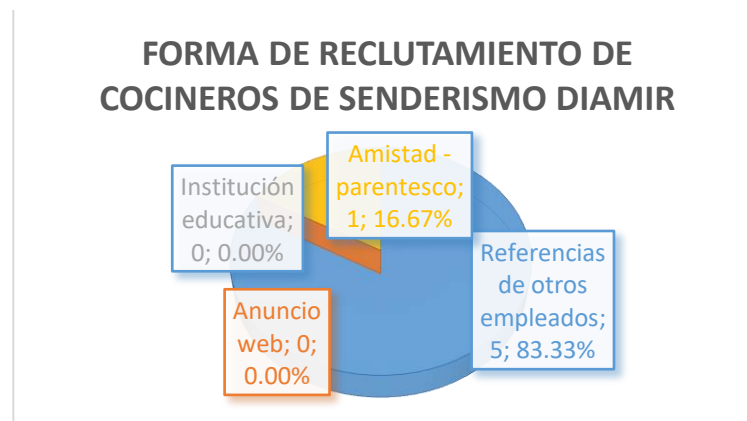 FORMA DE RECLUTAMIENTO DE
COCINEROS DE SENDERISMO DIAMIR
Amistad -
parentesco;
1; 16.67%
Institución
educativa;
0; 0.00%
Referencias
de otros
empleados;
5; 83.33%
Anuncio
web; 0;
0.00%